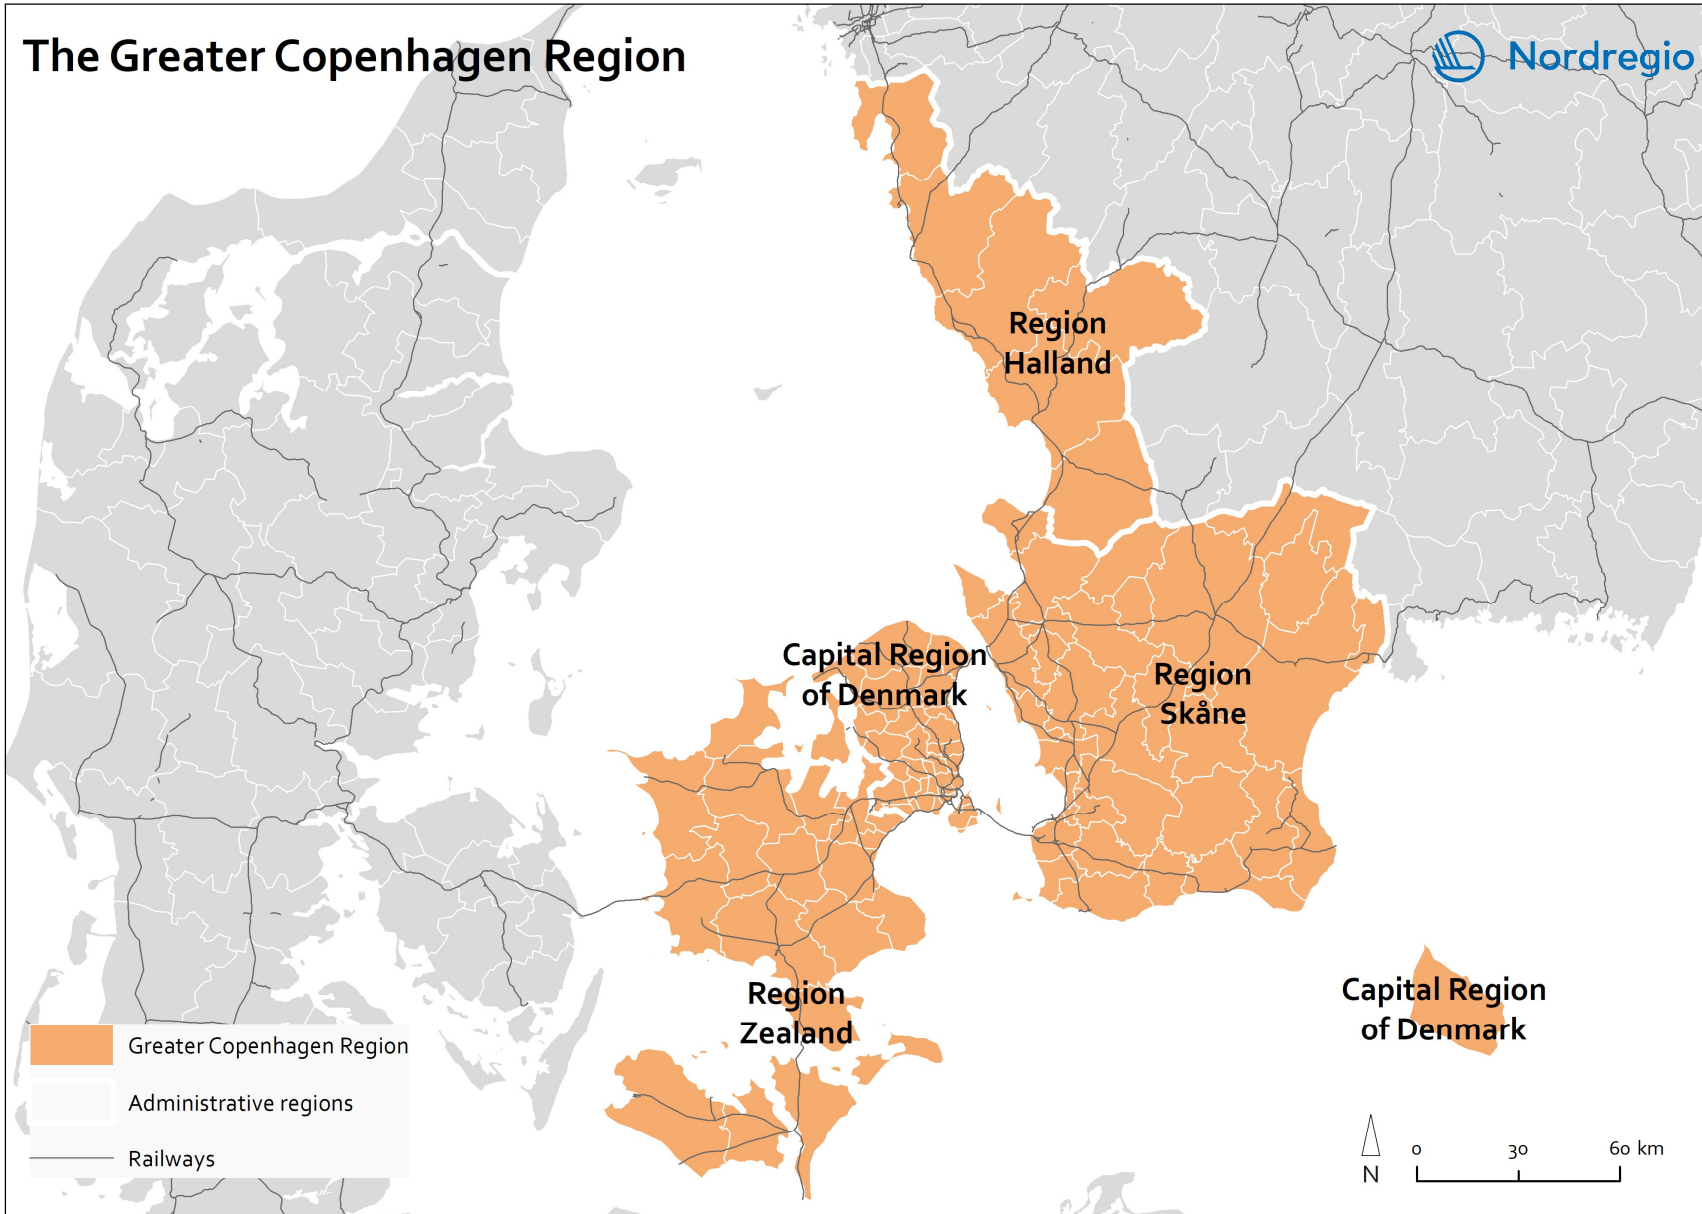 The Greater Copenhagen Region
Nordregio
Region
Halland
Capital Region
of Denmark
Region
Skåne
Region
Zealand
Capital Region
of Denmark
Greater Copenhagen Region
Administrative regions
Railways
N
0 30 60 km